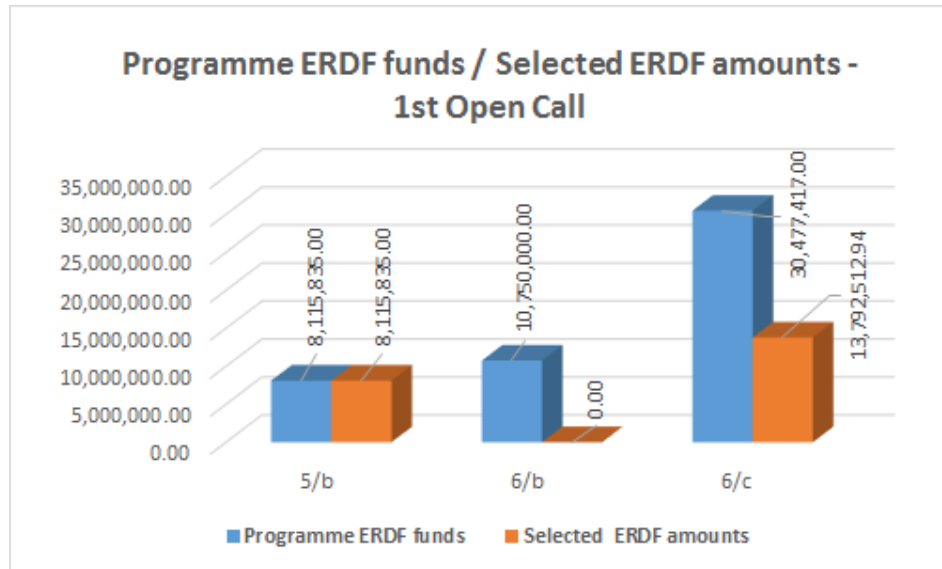 Programme ERDF funds / Selected ERDF amounts -
1st Open Call
35,000,000.00
30,000,000.00
25,000,000.00
20,000,000.00
15,000,000.00
10,000,000.00
5,000,000.00
0.00
8,115,835.00
8,115,835.00
10,750,000.00
0.00
30,477,417.00
13,792,512.94
5/b
6/b
6/c
Programme ERDF funds
Selected ERDF amounts